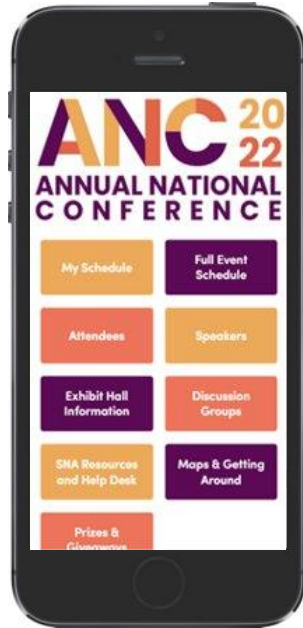 ANC 20
22
ANNUAL NATIONAL
CONFERENCE
My Schedule
Full Event
Schedule
Attendees
Speakers
Exhibit Hall
Information
Discussion
Groups
SNA Resources
and Help Desk
Maps & Getting
Around
Prizes &
Giveaways